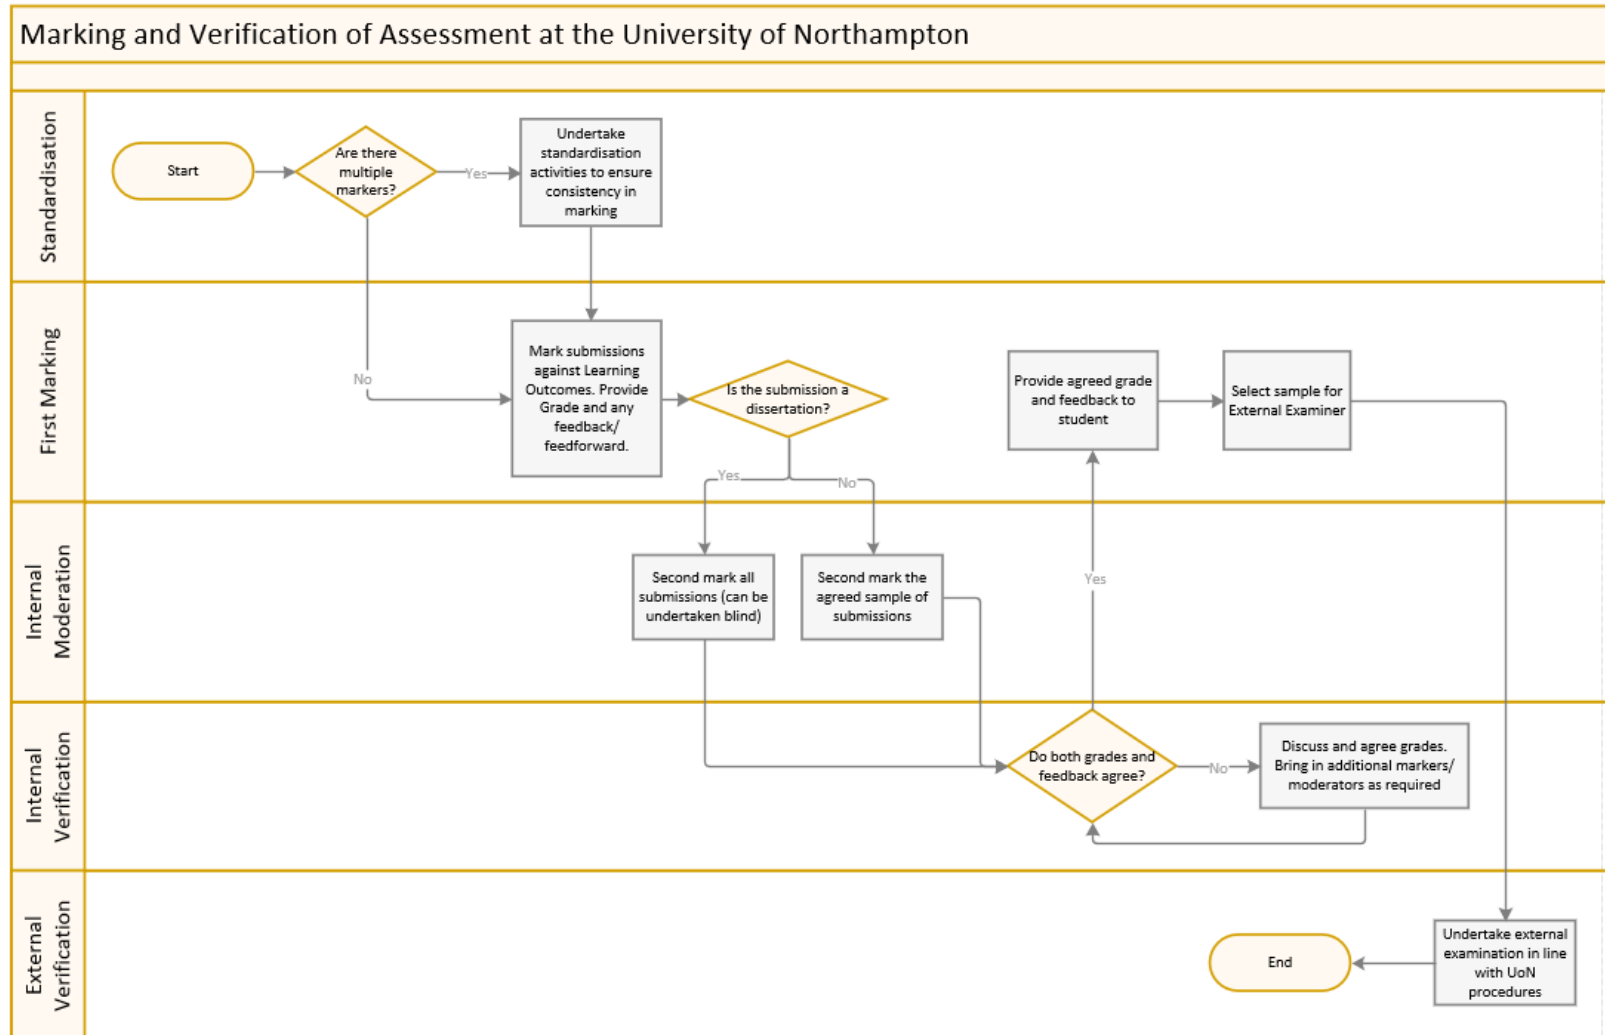 Marking and Verification of Assessment at the University of Northampton
Standardisation
Start
Are there
multiple
markers?
Yes
Undertake
standardisation
activities to ensure
consistency in
marking
No
First Marking
Mark submissions
against Learning
Outcomes. Provide
Grade and any
feedback/
feedforward.
Is the submission a
dissertation?
Yes
No
Provide agreed grade
and feedback to
student
Select sample for
External Examiner
Internal
Moderation
Second mark all
submissions (can be
undertaken blind)
Second mark the
agreed sample of
submissions
Yes
Internal
Verification
Do both grades and
feedback agree?
No
Discuss and agree grades.
Bring in additional markers/
moderators as required
External
Verification
End
Undertake external
examination in line
with UoN
procedures